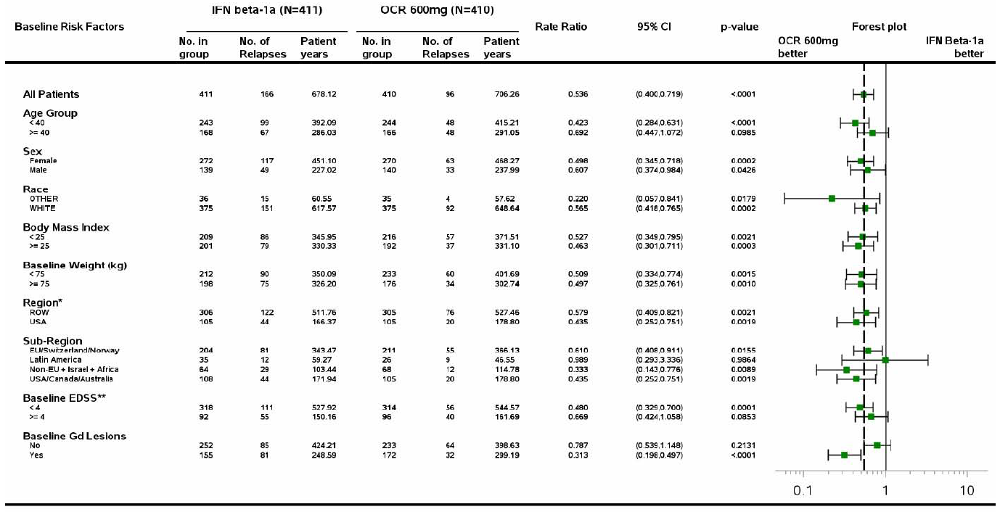 IFN beta-1a (N=411) OCR 600mg (N=410)
Baseline Risk Factors Rate Ratio 95% CI p-value Forest plot
No. in group No. of Relapses Patient years No. in group No. of Relapses Patient years OCR 600mg better IFN Beta-1a better
All Patients 411 166 678.12 410 96 706.26 0.536 (0.400,0.719) <.0001
Age Group
< 40 243 99 392.09 244 48 415.21 0.423 (0.284,0.631) <.0001
>= 40 168 67 286.03 166 48 291.05 0.692 (0.447,1.072) 0.0985
Sex
Female 272 117 451.10 270 63 468.27 0.498 (0.345,0.718) 0.0002
Male 139 49 227.02 140 33 237.99 0.607 (0.374,0.984) 0.0426
Race
OTHER 36 15 60.55 35 4 57.62 0.220 (0.057,0.841) 0.0179
WHITE 375 151 617.57 375 92 648.64 0.565 (0.418,0.765) 0.0002
Body Mass Index
< 25 209 86 345.95 216 57 371.51 0.527 (0.349,0.795) 0.0021
>= 25 201 79 330.33 192 37 331.10 0.463 (0.301,0.711) 0.0003
Baseline Weight (kg)
< 75 212 90 350.09 233 60 401.69 0.509 (0.334,0.774) 0.0015
>= 75 198 75 326.20 176 34 302.74 0.497 (0.325,0.761) 0.0010
Region*
ROW 306 122 511.76 305 76 527.46 0.579 (0.409,0.821) 0.0021
USA 105 44 166.37 105 20 178.80 0.435 (0.252,0.751) 0.0019
Sub-Region
EU/Switzerland/Norway 204 81 343.47 211 55 366.13 0.610 (0.408,0.911) 0.0155
Latin America 35 12 59.27 26 9 46.55 0.989 (0.293,3.336) 0.9864
Non-EU + Israel + Africa 64 29 103.44 68 12 114.78 0.333 (0.143,0.776) 0.0089
USA/Canada/Australia 108 44 171.94 105 20 178.80 0.435 (0.252,0.751) 0.0019
Baseline EDSS**
< 4 318 111 527.92 314 56 544.57 0.480 (0.329,0.700) 0.0001
>= 4 92 55 150.16 96 40 161.69 0.669 (0.424,1.058) 0.0853
Baseline Gd Lesions
No 252 85 424.21 233 64 398.63 0.787 (0.539,1.148) 0.2131
Yes 155 81 248.59 172 32 299.19 0.313 (0.198,0.497) <.0001
0.1 1 10